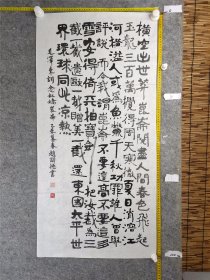 橫空出世莽崑崙閱盡人間春色飛起
玉龍三百萬攪得周天寒徹夏日消溶江
河橫溢人或為魚鱉千秋功罪誰人曾與
評說而今我謂崑崙不要這高不要這多
雪安得倚天抽寶劍把汝裁為三
截一截遺歐一截贈美一截還東國太平世
界環球同此涼熱
毛澤東詞念奴嬌崑崙